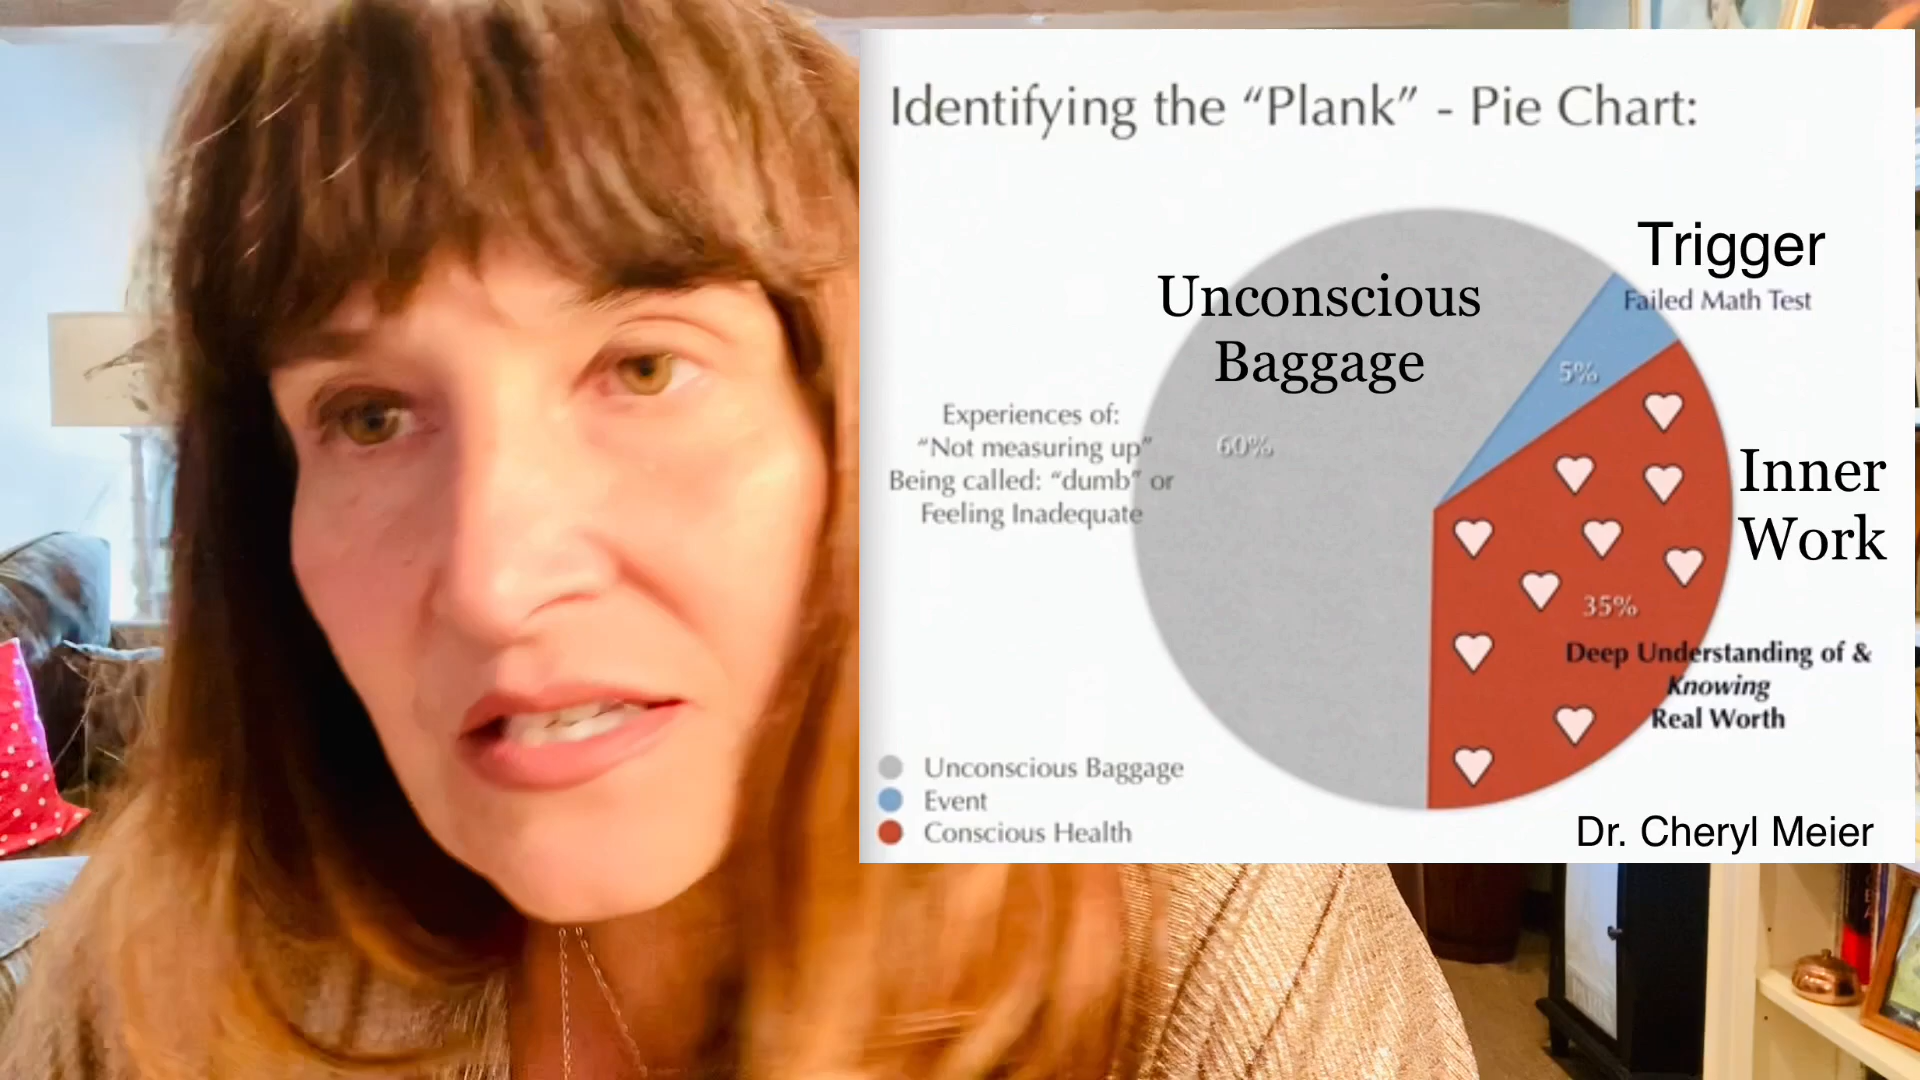 Identifying the “Plank” - Pie Chart:
Trigger
Failed Math Test
Unconscious
Baggage
5%
Experiences of:
“Not measuring up”
Being called: “dumb” or
Feeling Inadequate
60%
Inner
Work
35%
Deep Understanding of &
Knowing
Real Worth
Unconscious Baggage
Event
Conscious Health
Dr. Cheryl Meier